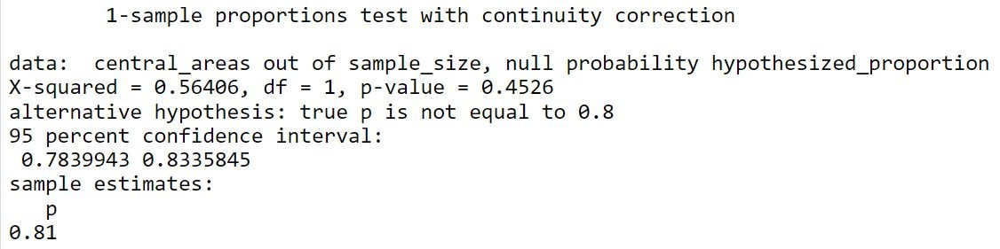 1-sample proportions test with continuity correction
data:  central_areas out of sample_size, null probability hypothesized_proportion
X-squared = 0.56406, df = 1, p-value = 0.4526
alternative hypothesis: true p is not equal to 0.8
95 percent confidence interval:
0.7839943 0.8335845
sample estimates:
p
0.81